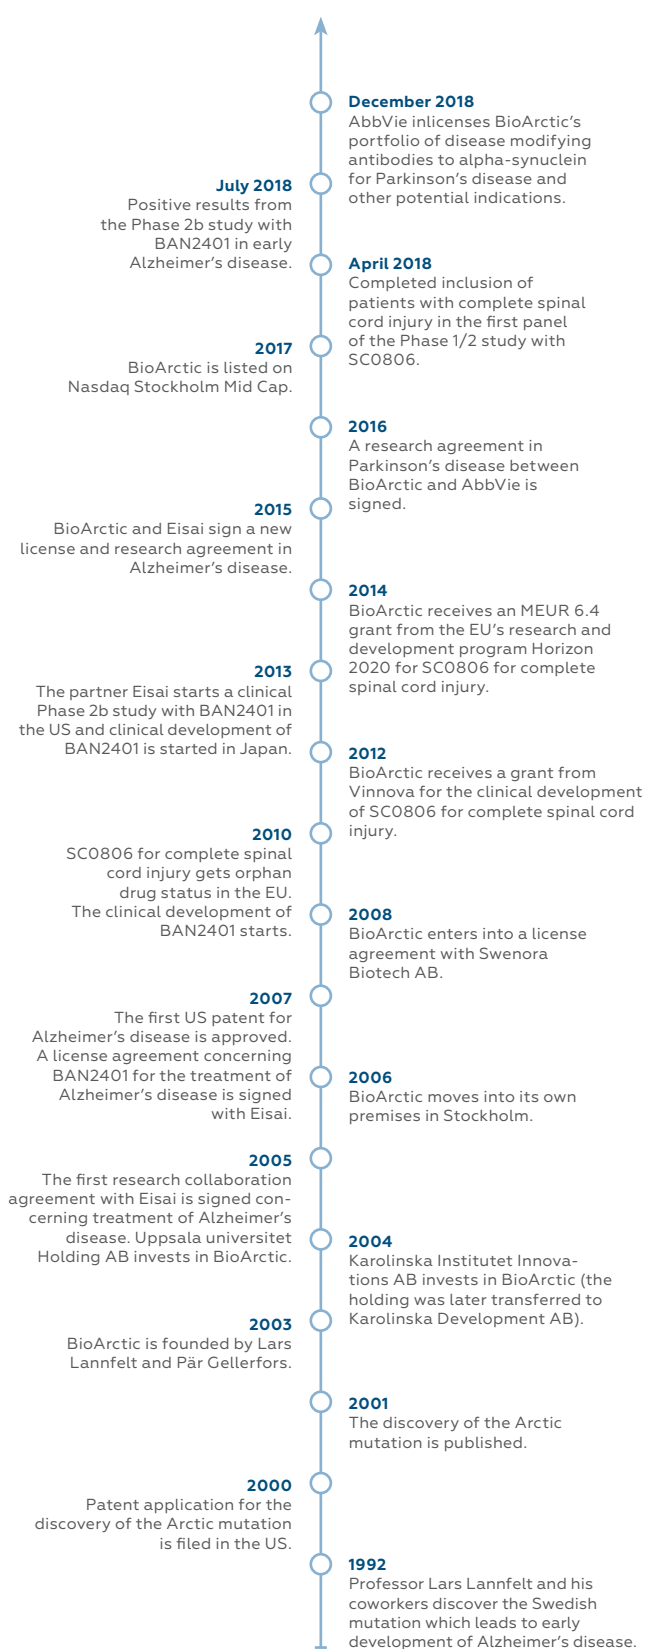 December 2018
AbbVie inlicenses BioArctic's
portfolio of disease modifying
antibodies to alpha-synuclein
for Parkinson's disease and
other potential indications.
July 2018
Positive results from
the Phase 2b study with
BAN2401 in early
Alzheimer's disease.
April 2018
Completed inclusion of
patients with complete spinal
cord injury in the first panel
of the Phase 1/2 study with
SC0806.
2017
BioArctic is listed on
Nasdaq Stockholm Mid Cap.
2016
A research agreement in
Parkinson's disease between
BioArctic and AbbVie is
signed.
2015
BioArctic and Eisai sign a new
license and research agreement in
Alzheimer's disease.
2014
BioArctic receives an MEUR 6.4
grant from the EU's research and
development program Horizon
2020 for SC0806 for complete
spinal cord injury.
2013
The partner Eisai starts a clinical
Phase 2b study with BAN2401 in
the US and clinical development of
BAN2401 is started in Japan.
2012
BioArctic receives a grant from
Vinnova for the clinical development
of SC0806 for complete spinal cord
injury.
2010
SC0806 for complete spinal
cord injury gets orphan
drug status in the EU.
The clinical development of
BAN2401 starts.
2008
BioArctic enters into a license
agreement with Swenora
Biotech AB.
2007
The first US patent for
Alzheimer's disease is approved.
A license agreement concerning
BAN2401 for the treatment of
Alzheimer's disease is signed
with Eisai.
2006
BioArctic moves into its own
premises in Stockholm.
2005
The first research collaboration
agreement with Eisai is signed con-
cerning treatment of Alzheimer's
disease. Uppsala universitet
Holding AB invests in BioArctic.
2004
Karolinska Institutet Innova-
tions AB invests in BioArctic (the
holding was later transferred to
Karolinska Development AB).
2003
BioArctic is founded by Lars
Lannfelt and Pär Gellerfors.
2001
The discovery of the Arctic
mutation is published.
2000
Patent application for the
discovery of the Arctic mutation
is filed in the US.
1992
Professor Lars Lannfelt and his
coworkers discover the Swedish
mutation which leads to early
development of Alzheimer's disease.